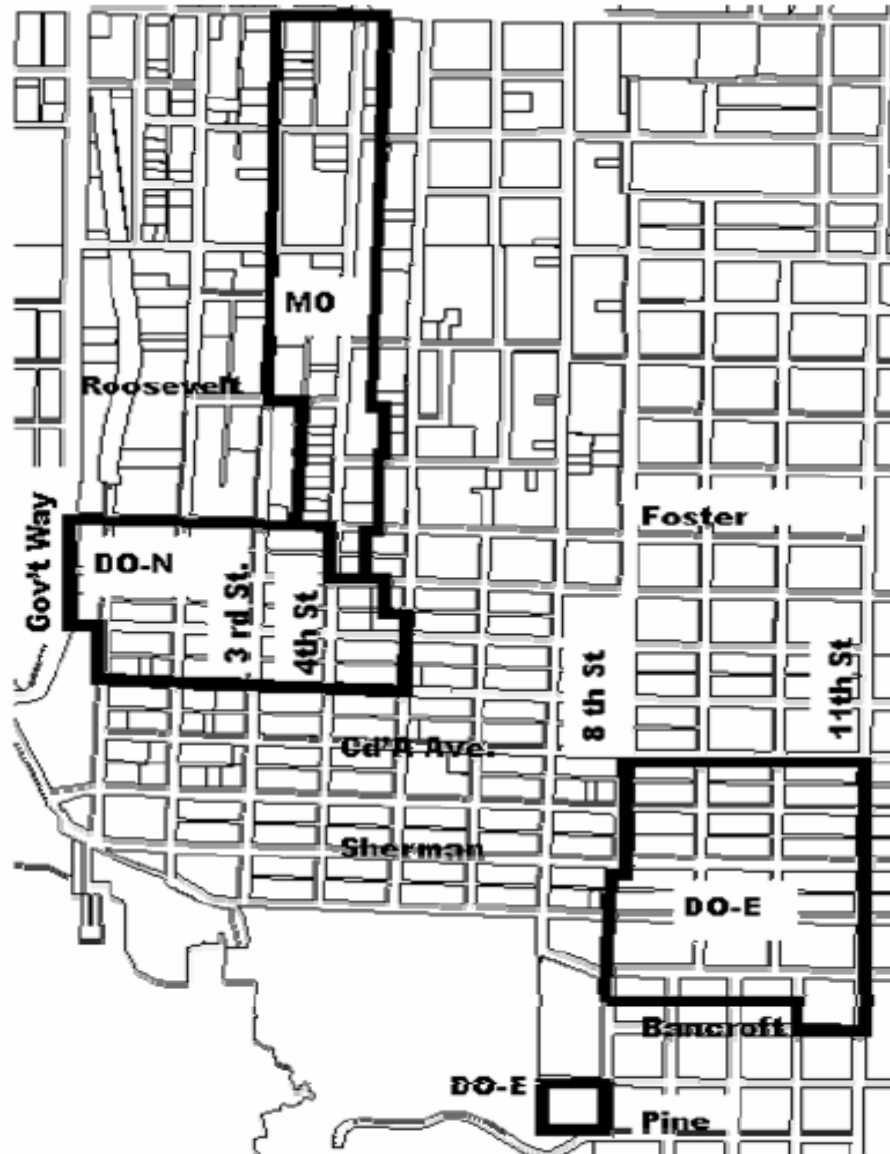 MO
Roosevelt
Foster
Gov't Way
DO-N
3 rd St.
4th St
8 th St
11th St
Cd'A Ave.
Sherman
DO-E
Bancroft
DO-E
Pine